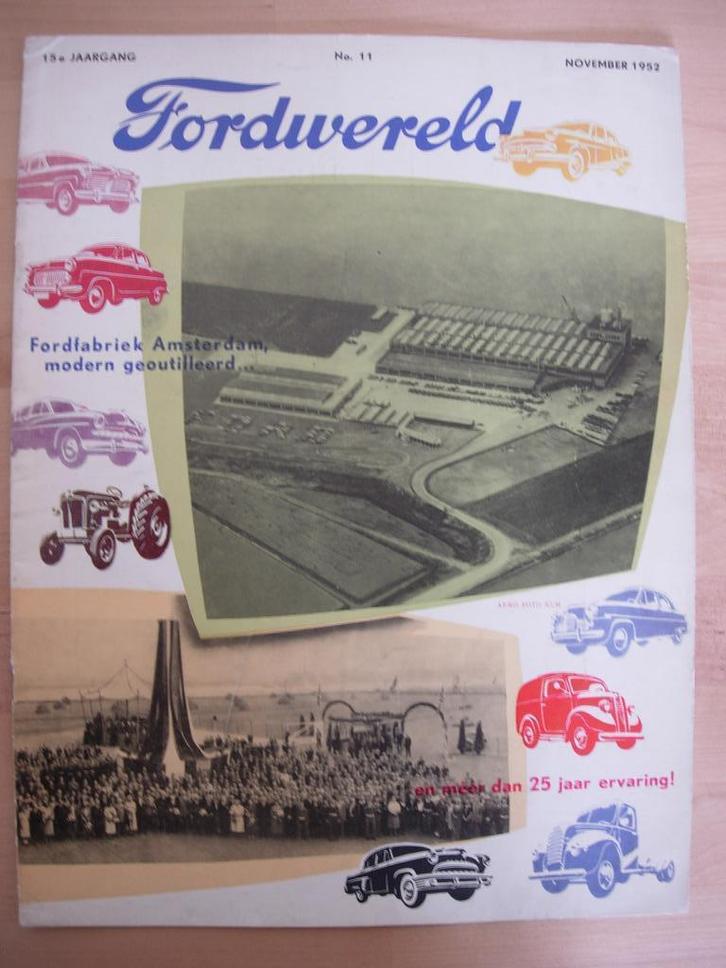 15e JAARGANG
No. 11
NOVEMBER 1952
Fordwereld
Fordfabriek Amsterdam,
modern geoutilleerd...
en meer dan 25 jaar ervaring!